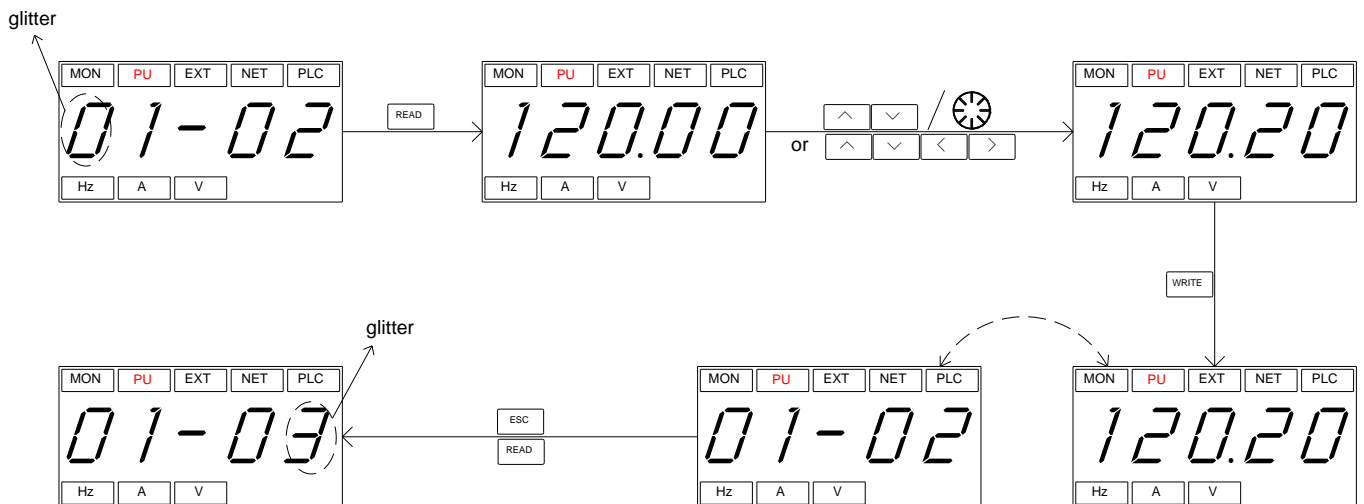 glitter
MON PU EXT NET PLC
01-02
Hz A V
READ
MON PU EXT NET PLC
120.00
Hz A V
or
MON PU EXT NET PLC
120.20
Hz A V
WRITE
glitter
MON PU EXT NET PLC
01-03
Hz A V
ESC
READ
MON PU EXT NET PLC
01-02
Hz A V
MON PU EXT NET PLC
120.20
Hz A V